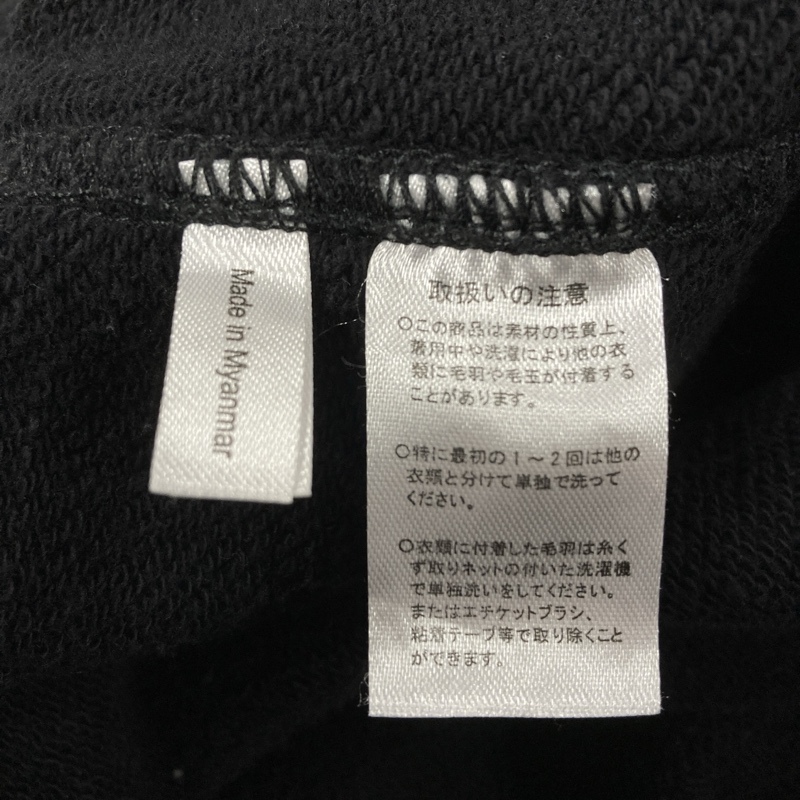 Made in Myanmar
取扱いの注意
○この商品は素材の性質上、
着用中や洗濯により他の衣
類に毛羽や毛玉が付着する
ことがあります。
○特に最初の1～2回は他の
衣類と分けて単独で洗って
ください。
○衣類に付着した毛羽は糸く
ず取りネットの付いた洗濯機
で単独洗いをしてください。
またはエチケットブラシ、
粘着テープ等で取り除くこと
ができます。